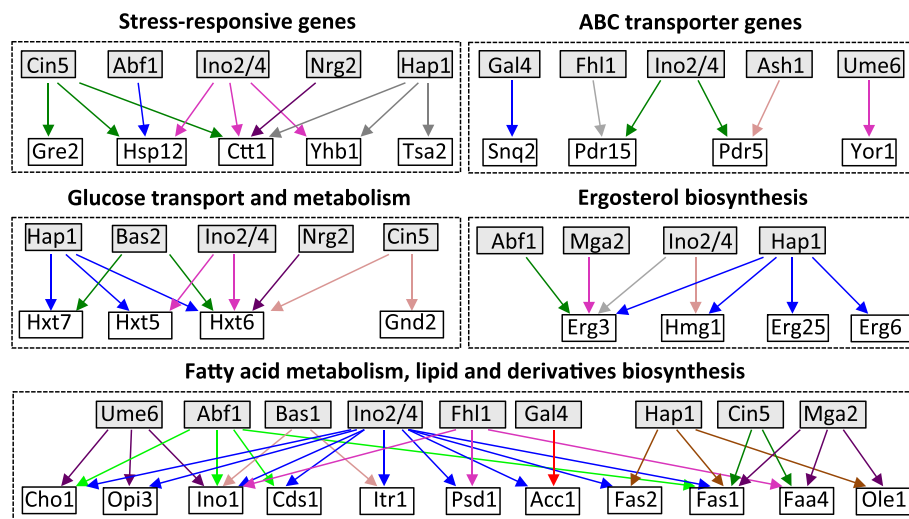 Stress-responsive genes
Cin5 Abf1 Ino2/4 Nrg2 Hap1
Gre2 Hsp12 Ctt1 Yhb1 Tsa2
ABC transporter genes
Gal4 Fhl1 Ino2/4 Ash1 Ume6
Snq2 Pdr15 Pdr5 Yor1
Glucose transport and metabolism
Hap1 Bas2 Ino2/4 Nrg2 Cin5
Hxt7 Hxt5 Hxt6 Gnd2
Ergosterol biosynthesis
Abf1 Mga2 Ino2/4 Hap1
Erg3 Hmg1 Erg25 Erg6
Fatty acid metabolism, lipid and derivatives biosynthesis
Ume6 Abf1 Bas1 Ino2/4 Fhl1 Gal4 Hap1 Cin5 Mga2
Cho1 Opi3 Ino1 Cds1 Itr1 Psd1 Acc1 Fas2 Fas1 Faa4 Ole1